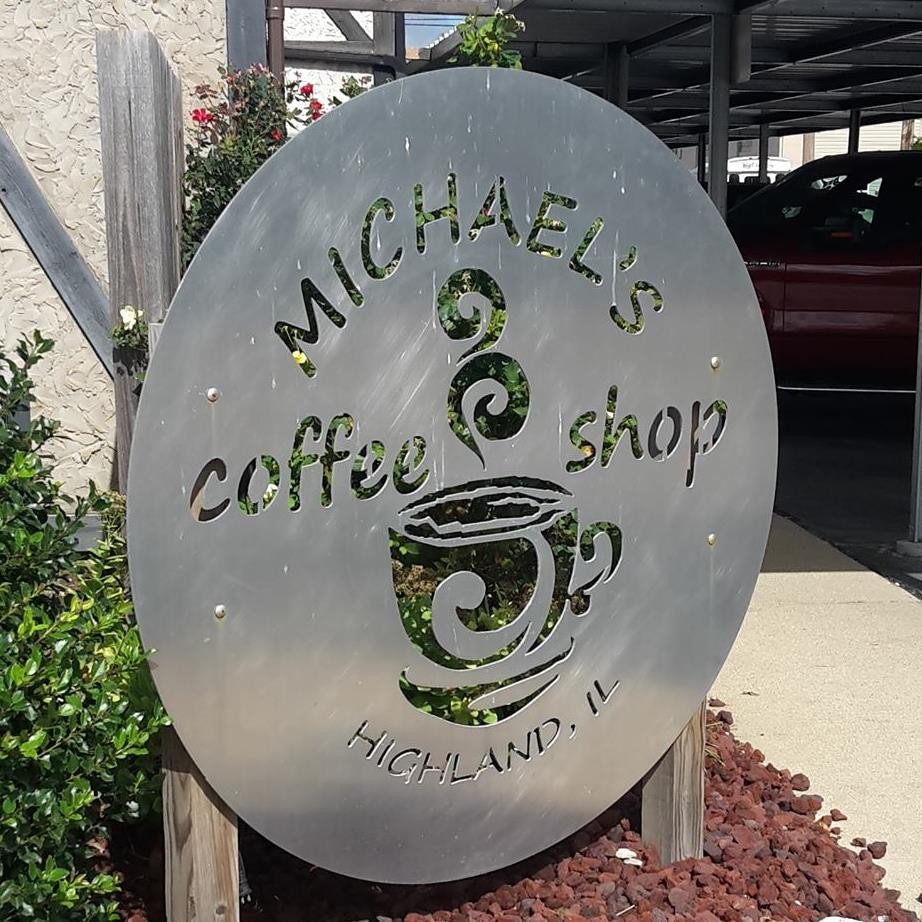 MICHAEL'S
coffee shop
HIGHLAND, IL